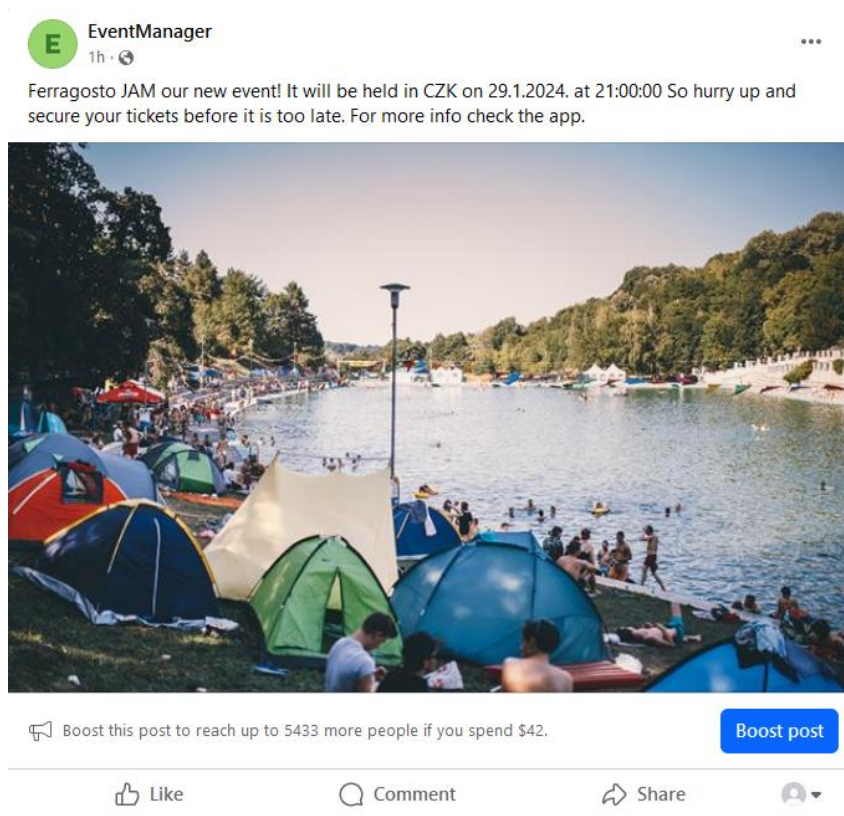 E
EventManager
1h ·
Ferragosto JAM our new event! It will be held in CZK on 29.1.2024. at 21:00:00 So hurry up and
secure your tickets before it is too late. For more info check the app.
Boost this post to reach up to 5433 more people if you spend $42.
Boost post
Like
Comment
Share